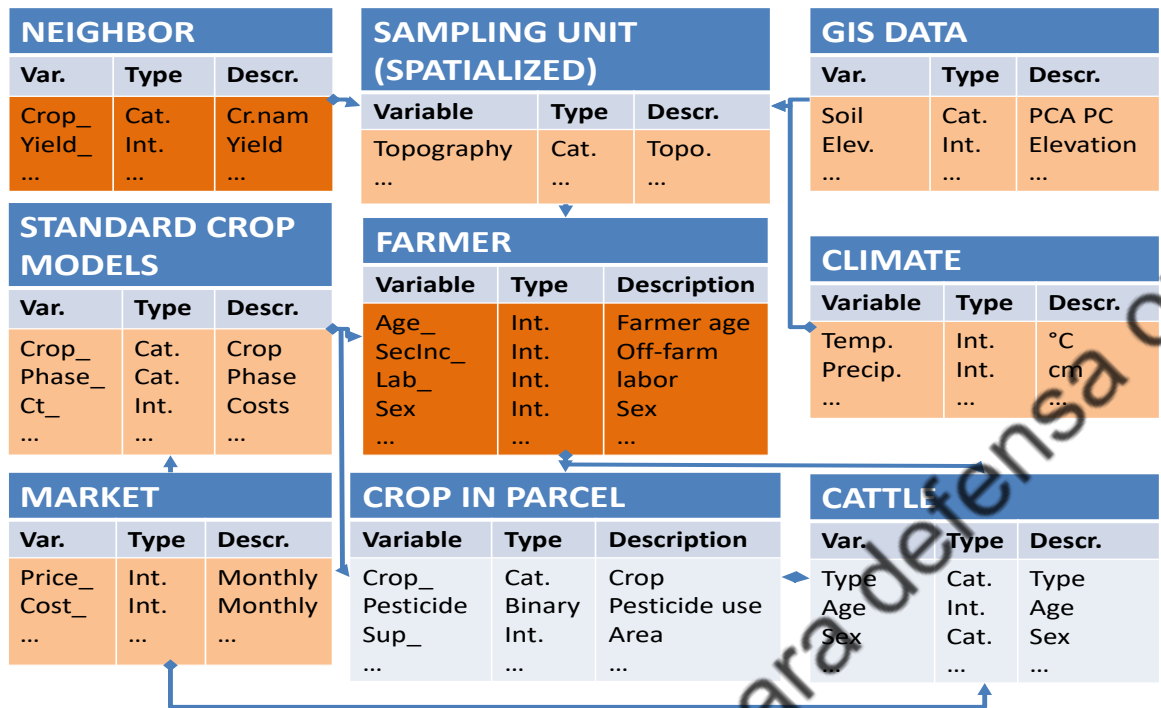 NEIGHBOR
Var. Type Descr.
Crop_ Cat. Cr.nam
Yield_ Int. Yield
... ... ...
SAMPLING UNIT
(SPATIALIZED)
Variable Type Descr.
Topography Cat. Topo.
... ... ...
GIS DATA
Var. Type Descr.
Soil Cat. PCA PC
Elev. Int. Elevation
... ... ...
STANDARD CROP
MODELS
Var. Type Descr.
Crop_ Cat. Crop
Phase_ Cat. Phase
Ct_ Int. Costs
... ... ...
FARMER
Variable Type Description
Age_ Int. Farmer age
SecInc_ Int. Off-farm
Lab_ Int. labor
Sex Int. Sex
... ... ...
CLIMATE
Variable Type Descr.
Temp. Int. °C
Precip. Int. cm
... ... ...
MARKET
Var. Type Descr.
Price_ Int. Monthly
Cost_ Int. Monthly
... ... ...
CROP IN PARCEL
Variable Type Description
Crop_ Cat. Crop
Pesticide Binary Pesticide use
Sup_ Int. Area
... ... ...
CATTLE
Var. Type Descr.
Type Cat. Type
Age Int. Age
Sex Cat. Sex
... ... ...
para defensa